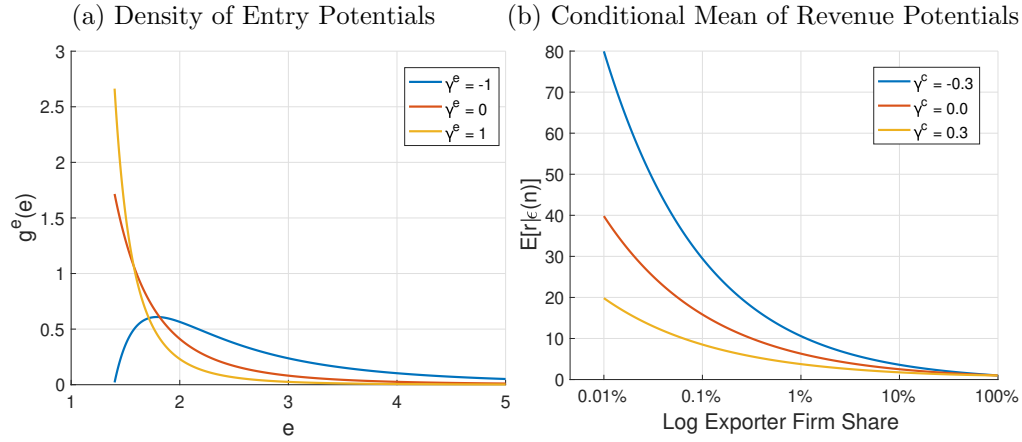 (a) Density of Entry Potentials
3
2.5
2
1.5
1
0.5
0
g^e(e)
1
2
3
4
5
e
γ^e = -1
γ^e = 0
γ^e = 1
(b) Conditional Mean of Revenue Potentials
80
70
60
50
40
30
20
10
0
E[r|ϵ(n)]
0.01%
0.1%
1%
10%
100%
Log Exporter Firm Share
γ^c = -0.3
γ^c = 0.0
γ^c = 0.3